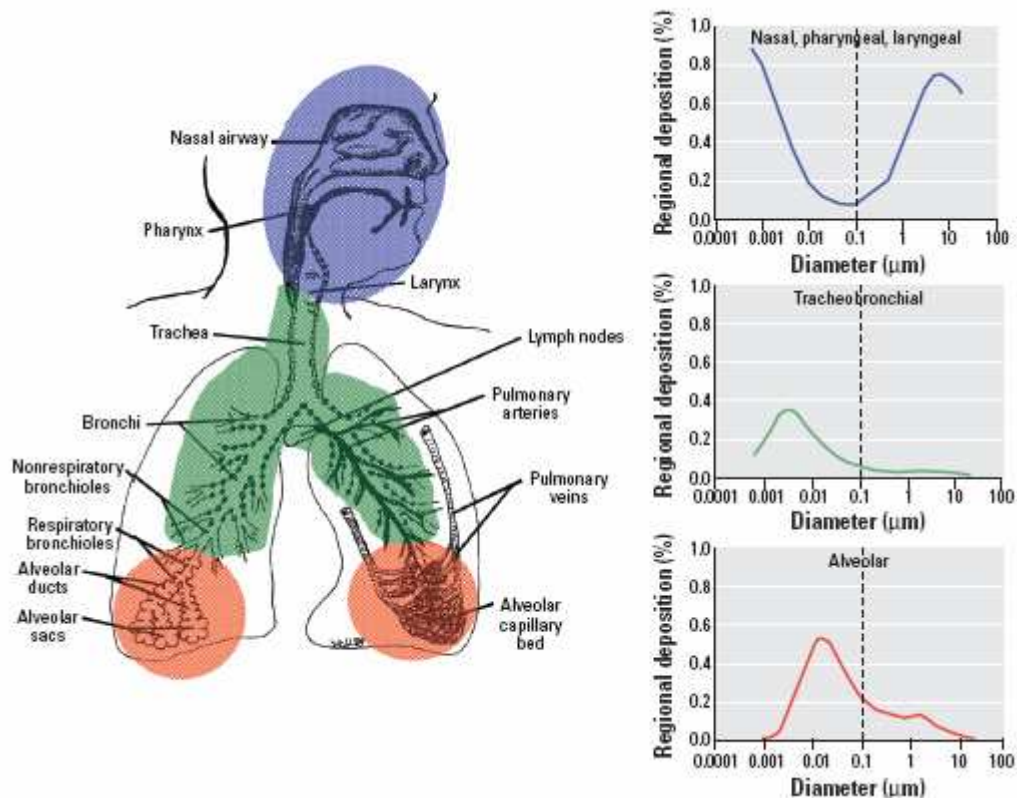 Nasal airway
Pharynx
Larynx
Trachea
Lymph nodes
Pulmonary
arteries
Bronchi
Nonrespiratory
bronchioles
Pulmonary
veins
Respiratory
bronchioles
Alveolar
ducts
Alveolar
sacs
Alveolar
capillary
bed
Nasal, pharyngeal, laryngeal
Regional deposition (%)
1.0
0.8
0.6
0.4
0.2
0.0
0.0001 0.001 0.01 0.1 1 10 100
Diameter (μm)
Tracheobronchial
Regional deposition (%)
1.0
0.8
0.6
0.4
0.2
0.0
0.0001 0.001 0.01 0.1 1 10 100
Diameter (μm)
Alveolar
Regional deposition (%)
1.0
0.8
0.6
0.4
0.2
0.0
0.0001 0.001 0.01 0.1 1 10 100
Diameter (μm)